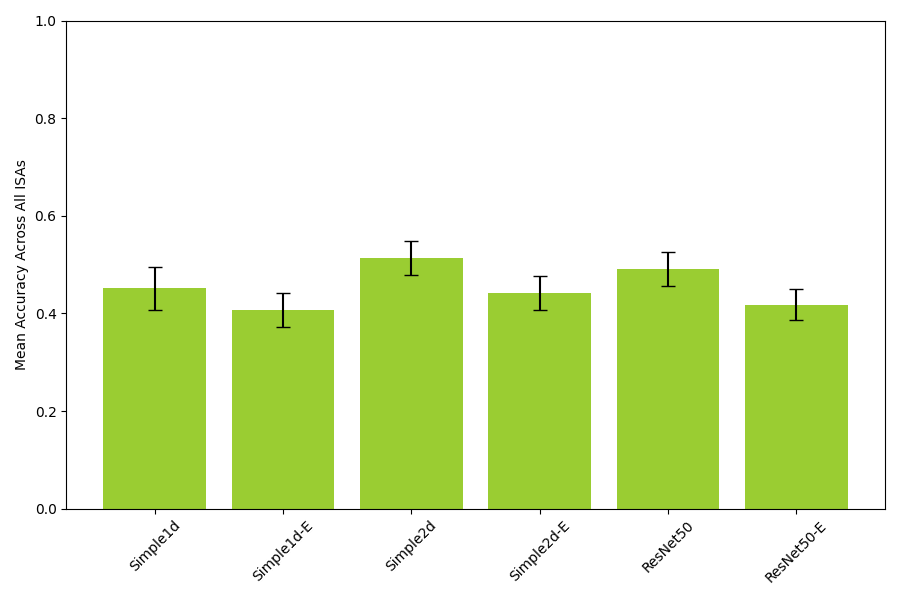 Mean Accuracy Across All ISAs
1.0
0.8
0.6
0.4
0.2
0.0
Simple1d
Simple1d-E
Simple2d
Simple2d-E
ResNet50
ResNet50-E